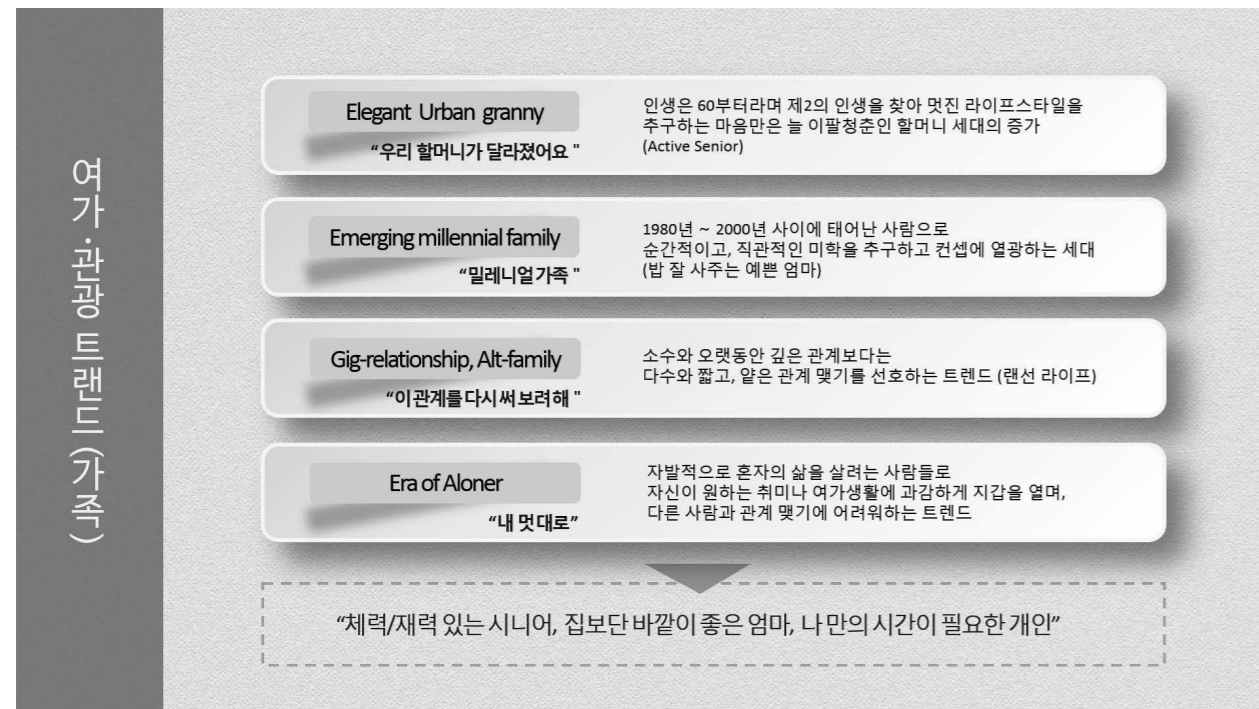 여가·관광 트랜드(가족)
Elegant Urban granny
“우리 할머니가 달라졌어요 "
인생은 60부터라며 제2의 인생을 찾아 멋진 라이프스타일을
추구하는 마음만은 늘 이팔청춘인 할머니 세대의 증가
(Active Senior)
Emerging millennial family
“밀레니얼가족 "
1980년 ~ 2000년 사이에 태어난 사람으로
순간적이고, 직관적인 미학을 추구하고 컨셉에 열광하는 세대
(밥 잘 사주는 예쁜 엄마)
Gig-relationship, Alt-family
“이관계를다시써보려해 "
소수와 오랫동안 깊은 관계보다는
다수와 짧고, 얕은 관계 맺기를 선호하는 트렌드 (랜선 라이프)
Era of Aloner
“내 멋대로”
자발적으로 혼자의 삶을 살려는 사람들로
자신이 원하는 취미나 여가생활에 과감하게 지갑을 열며,
다른 사람과 관계 맺기에 어려워하는 트렌드
“체력/재력 있는 시니어, 집보단 바깥이 좋은 엄마, 나만의 시간이 필요한 개인”